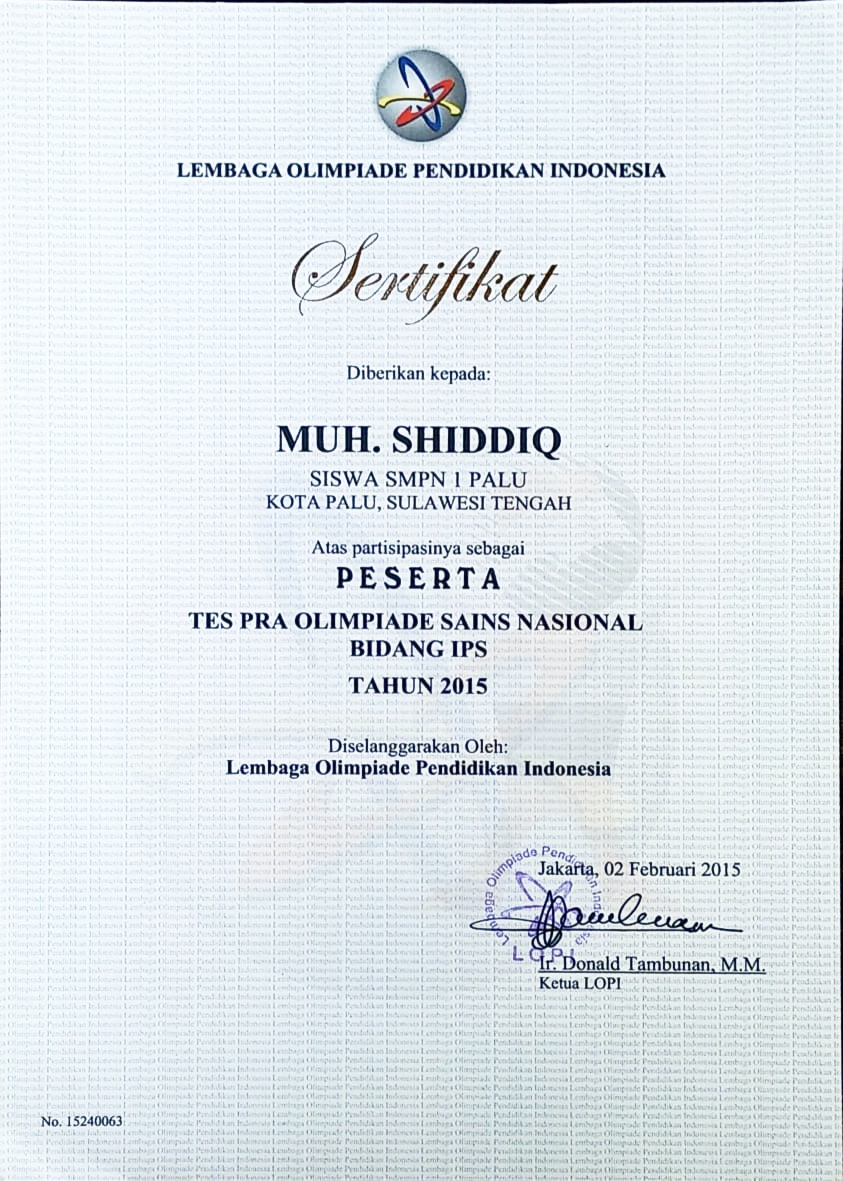 LEMBAGA OLIMPIADE PENDIDIKAN INDONESIA
Sertifikat
Diberikan kepada:
MUH. SHIDDIQ
SISWA SMPN 1 PALU
KOTA PALU, SULAWESI TENGAH
Atas partisipasinya sebagai
PESERTA
TES PRA OLIMPIADE SAINS NASIONAL
BIDANG IPS
TAHUN 2015
Diselanggarakan Oleh:
Lembaga Olimpiade Pendidikan Indonesia
Jakarta, 02 Februari 2015
Lembaga Olimpiade Pendidikan Indonesia
LOPI
Ir. Donald Tambunan, M.M.
Ketua LOPI
No. 15240063